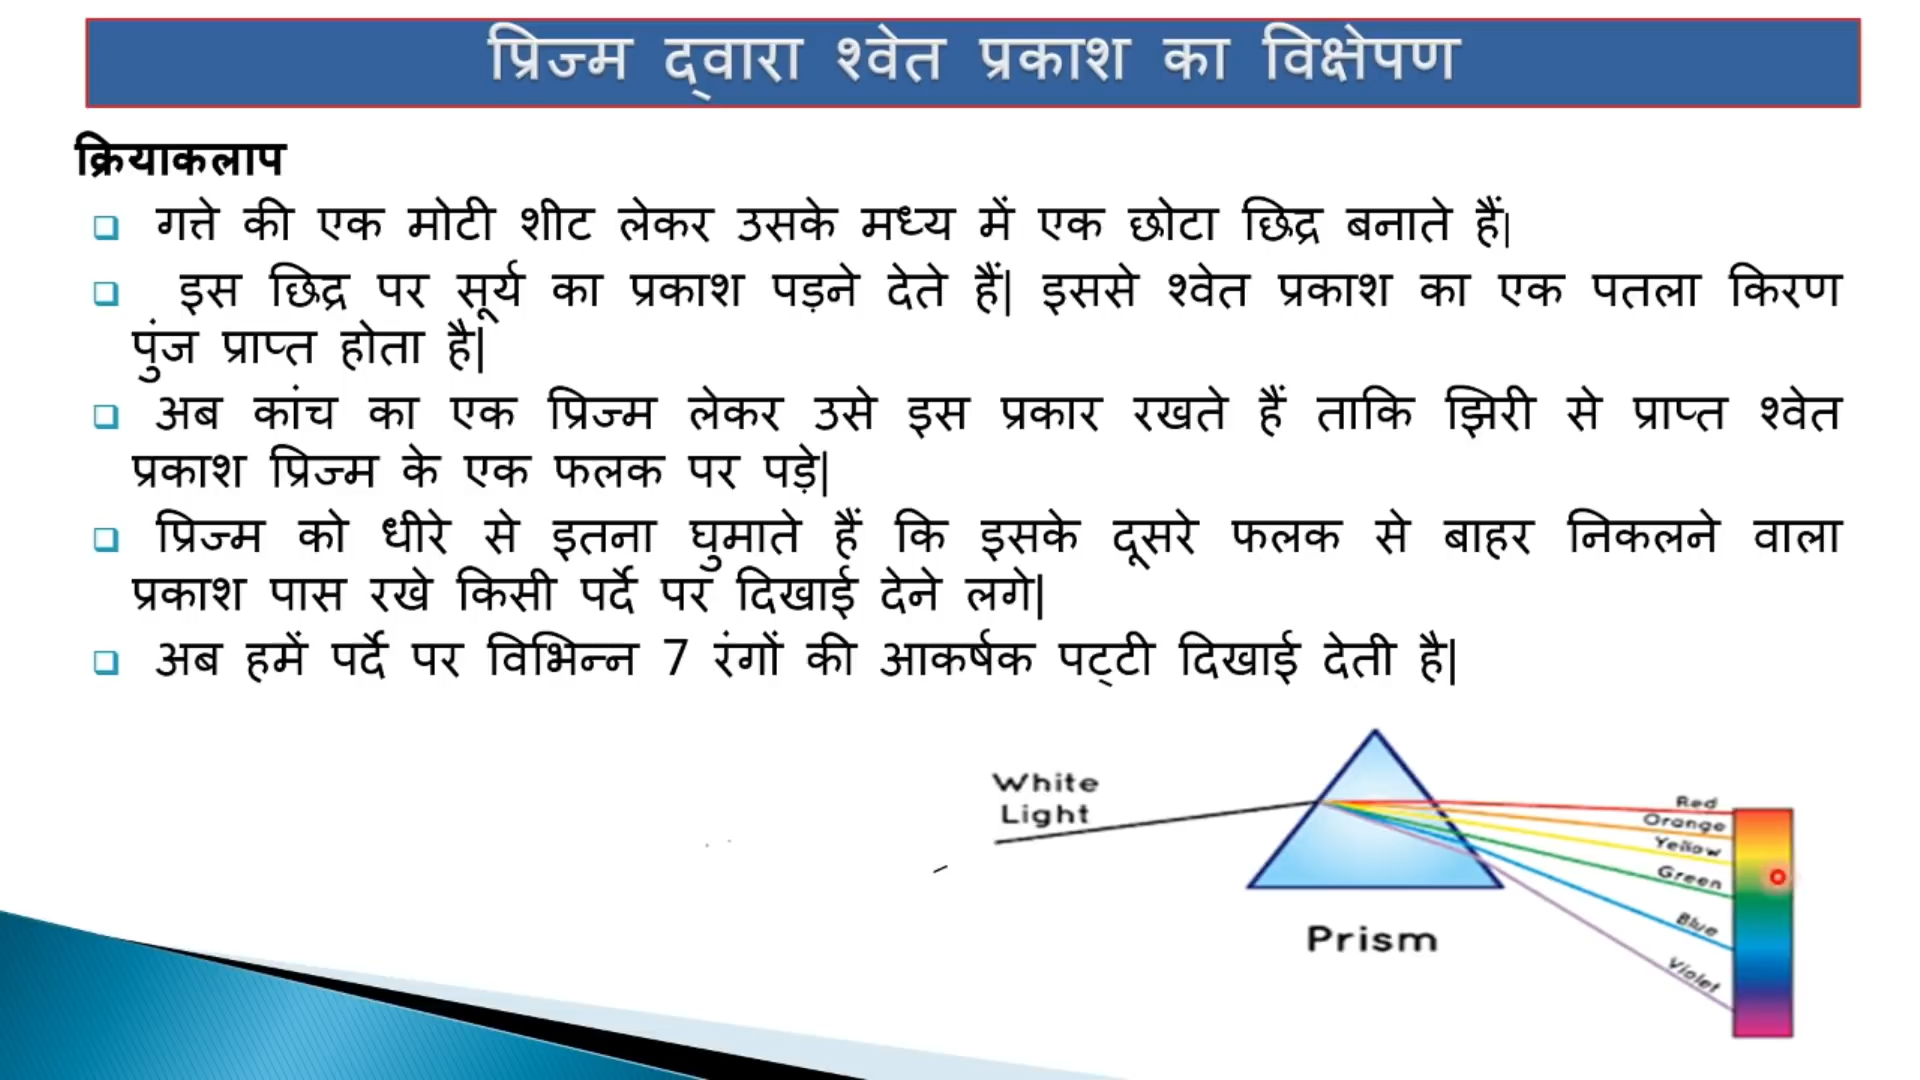 प्रिज्म द्वारा श्वेत प्रकाश का विक्षेपण
क्रियाकलाप
गत्ते की एक मोटी शीट लेकर उसके मध्य में एक छोटा छिद्र बनाते हैं|
इस छिद्र पर सूर्य का प्रकाश पड़ने देते हैं| इससे श्वेत प्रकाश का एक पतला किरण
पुंज प्राप्त होता है|
अब कांच का एक प्रिज्म लेकर उसे इस प्रकार रखते हैं ताकि झिरी से प्राप्त श्वेत
प्रकाश प्रिज्म के एक फलक पर पड़े|
प्रिज्म को धीरे से इतना घुमाते हैं कि इसके दूसरे फलक से बाहर निकलने वाला
प्रकाश पास रखे किसी पर्दे पर दिखाई देने लगे|
अब हमें पर्दे पर विभिन्न 7 रंगों की आकर्षक पट्टी दिखाई देती है|
White
Light
Prism
Red
Orange
Yellow
Green
Blue
Violet